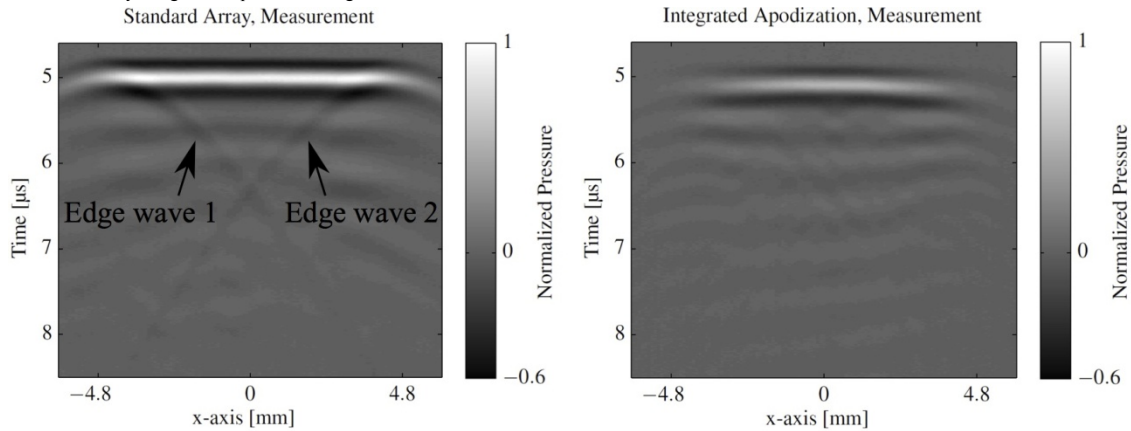 Standard Array, Measurement
5
6
7
8
Time [µs]
−4.8
0
4.8
x-axis [mm]
Edge wave 1
Edge wave 2
1
0
−0.6
Normalized Pressure
Integrated Apodization, Measurement
5
6
7
8
Time [µs]
−4.8
0
4.8
x-axis [mm]
1
0
−0.6
Normalized Pressure